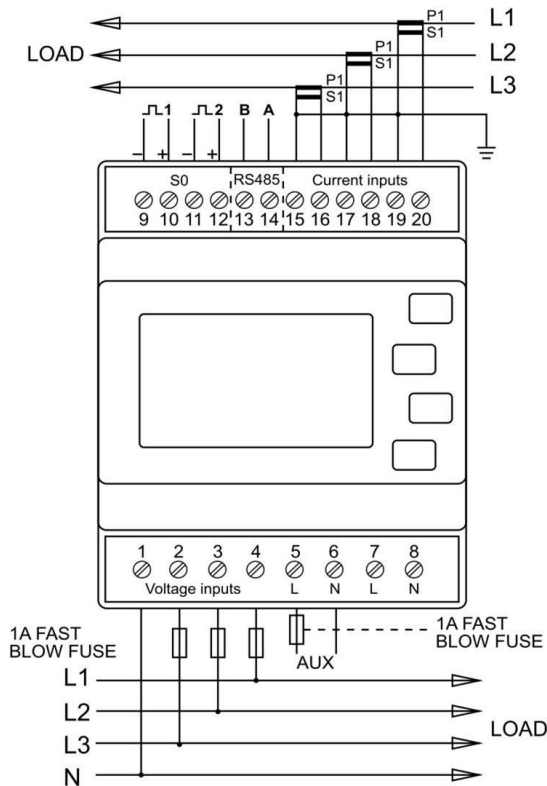 P1 L1
S1
LOAD P1 L2
S1
P1 L3
S1
1 2 B A
- + - +
S0 RS485 Current inputs
9 10 11 12 13 14 15 16 17 18 19 20
1 2 3 4 5 6 7 8
Voltage inputs L N L N
1A FAST
BLOW FUSE
1A FAST
BLOW FUSE
AUX
L1
L2
L3
N
LOAD